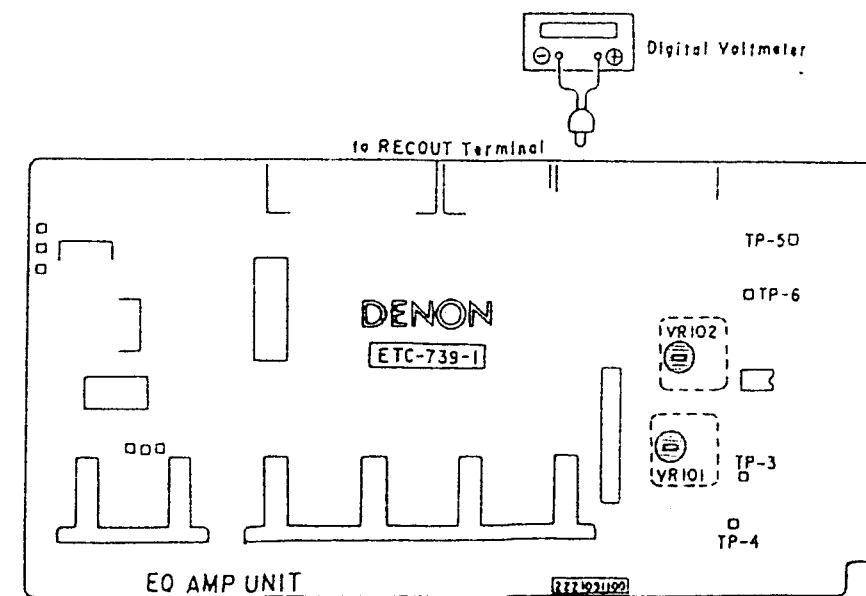 Digital Voltmeter
⊖ ⊕
to RECOUT Terminal
TP-5
TP-6
DENON
VR102
ETC-739-1
VR101
TP-3
TP-4
EQ AMP UNIT